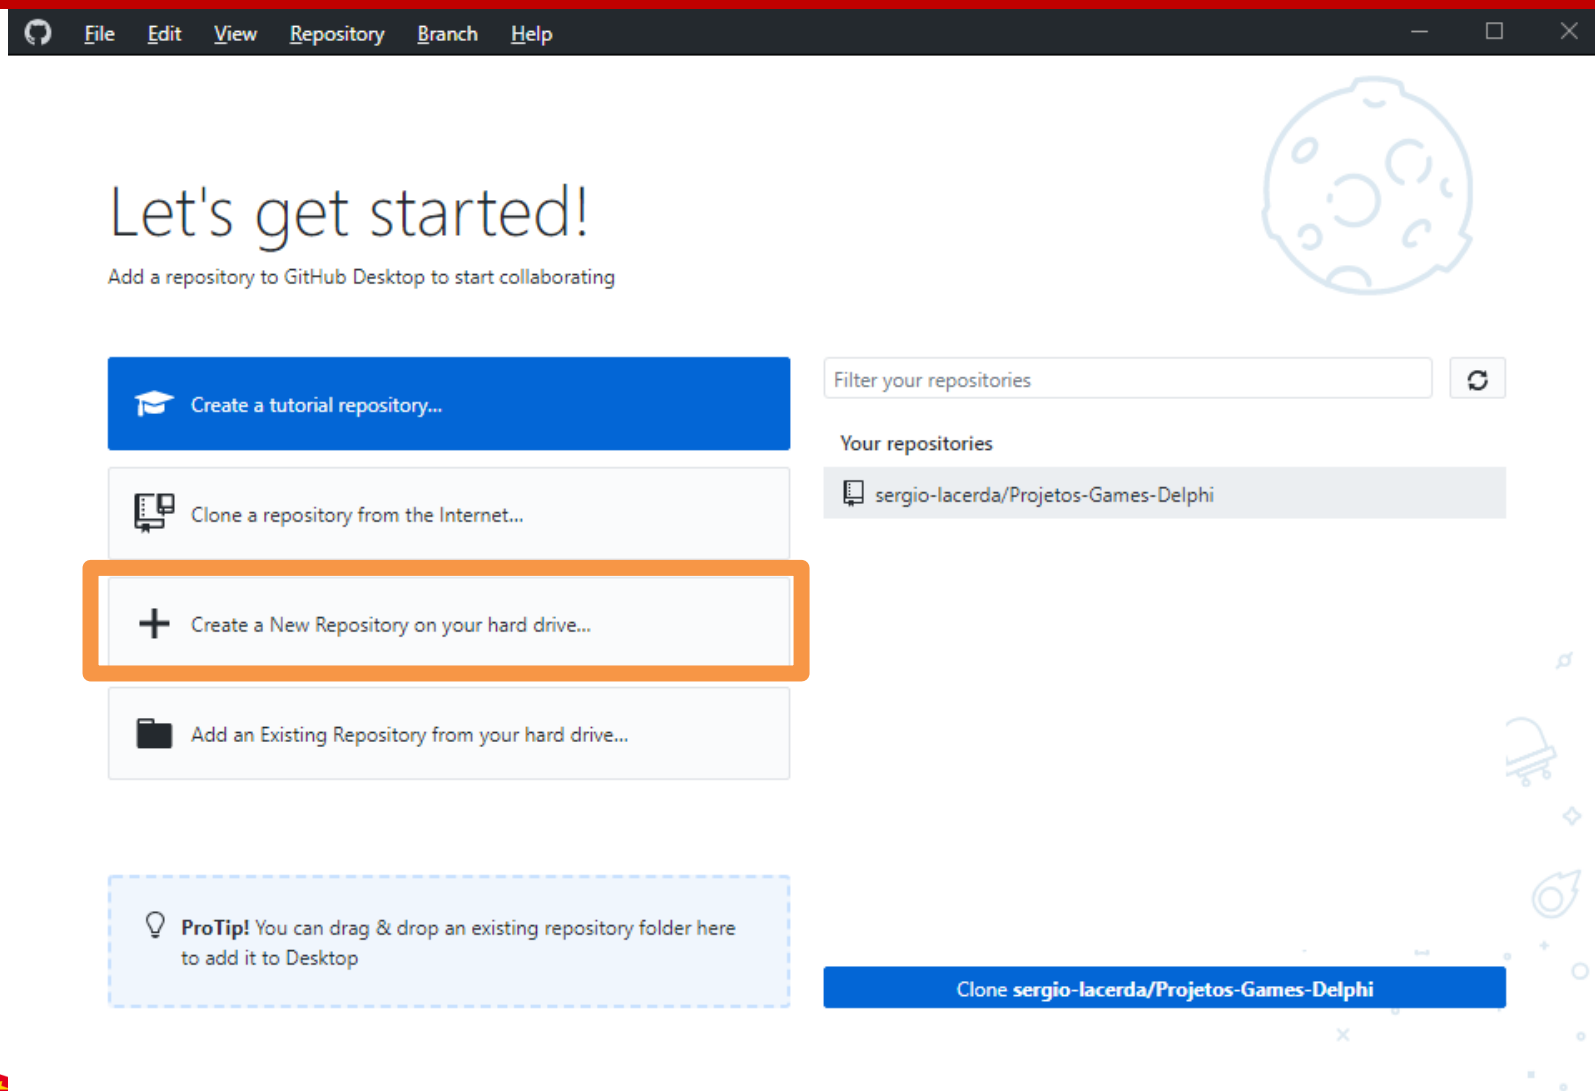 File Edit View Repository Branch Help
Let's get started!
Add a repository to GitHub Desktop to start collaborating
Create a tutorial repository...
Clone a repository from the Internet...
Create a New Repository on your hard drive...
Add an Existing Repository from your hard drive...
ProTip! You can drag & drop an existing repository folder here
to add it to Desktop
Filter your repositories
Your repositories
sergio-lacerda/Projetos-Games-Delphi
Clone sergio-lacerda/Projetos-Games-Delphi